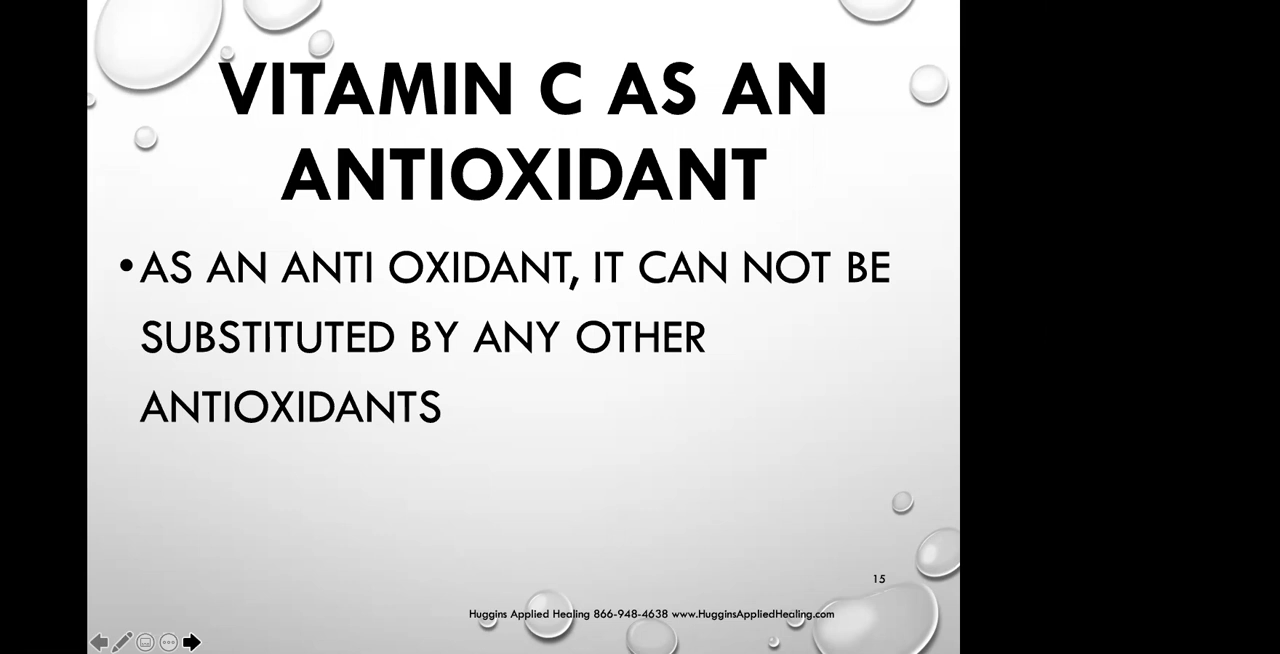 VITAMIN C AS AN
ANTIOXIDANT
•AS AN ANTI OXIDANT, IT CAN NOT BE
SUBSTITUTED BY ANY OTHER
ANTIOXIDANTS
15
Huggins Applied Healing 866-948-4638 www.HugginsAppliedHealing.com